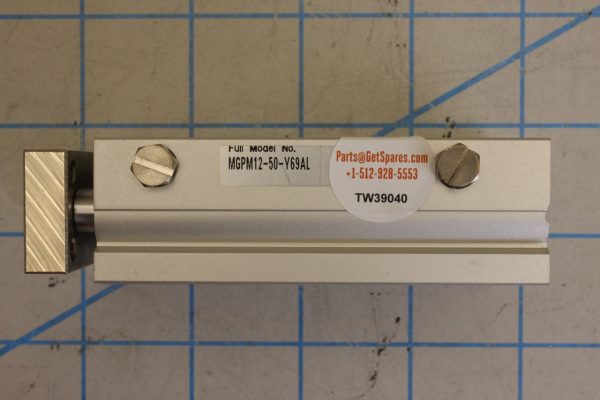 Full Model No.
MGPM12-50-Y69AL
Parts@GetSpares.com
+1-512-928-5553
TW39040